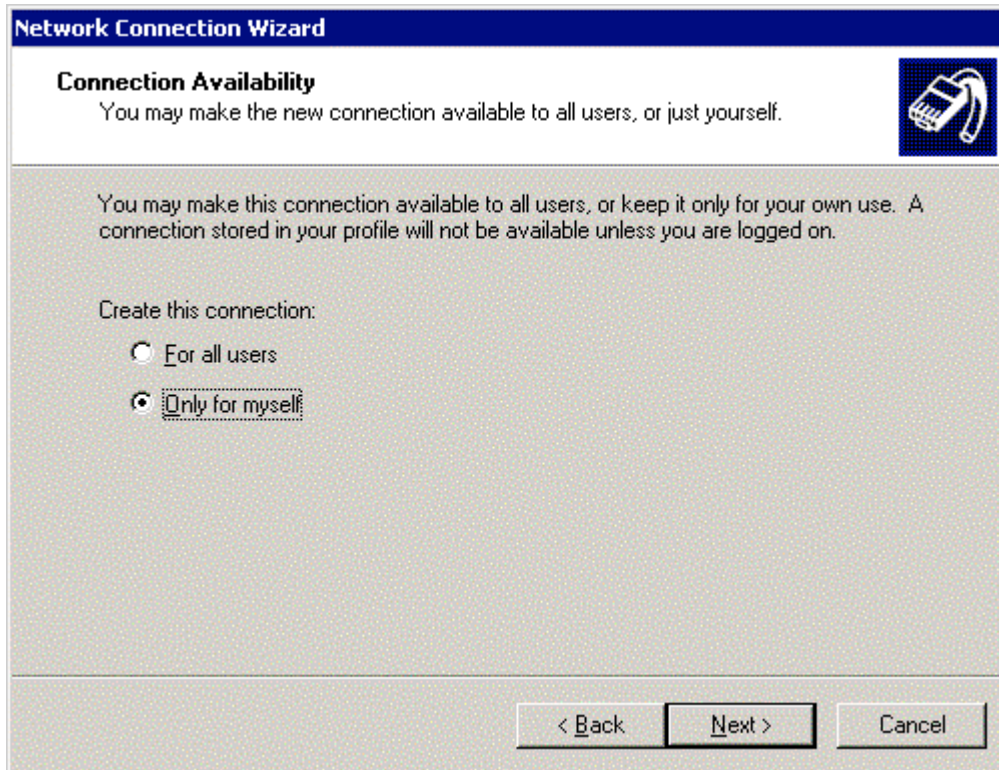 Network Connection Wizard
Connection Availability
You may make the new connection available to all users, or just yourself.
You may make this connection available to all users, or keep it only for your own use.  A
connection stored in your profile will not be available unless you are logged on.
Create this connection:
For all users
Only for myself
< Back
Next >
Cancel